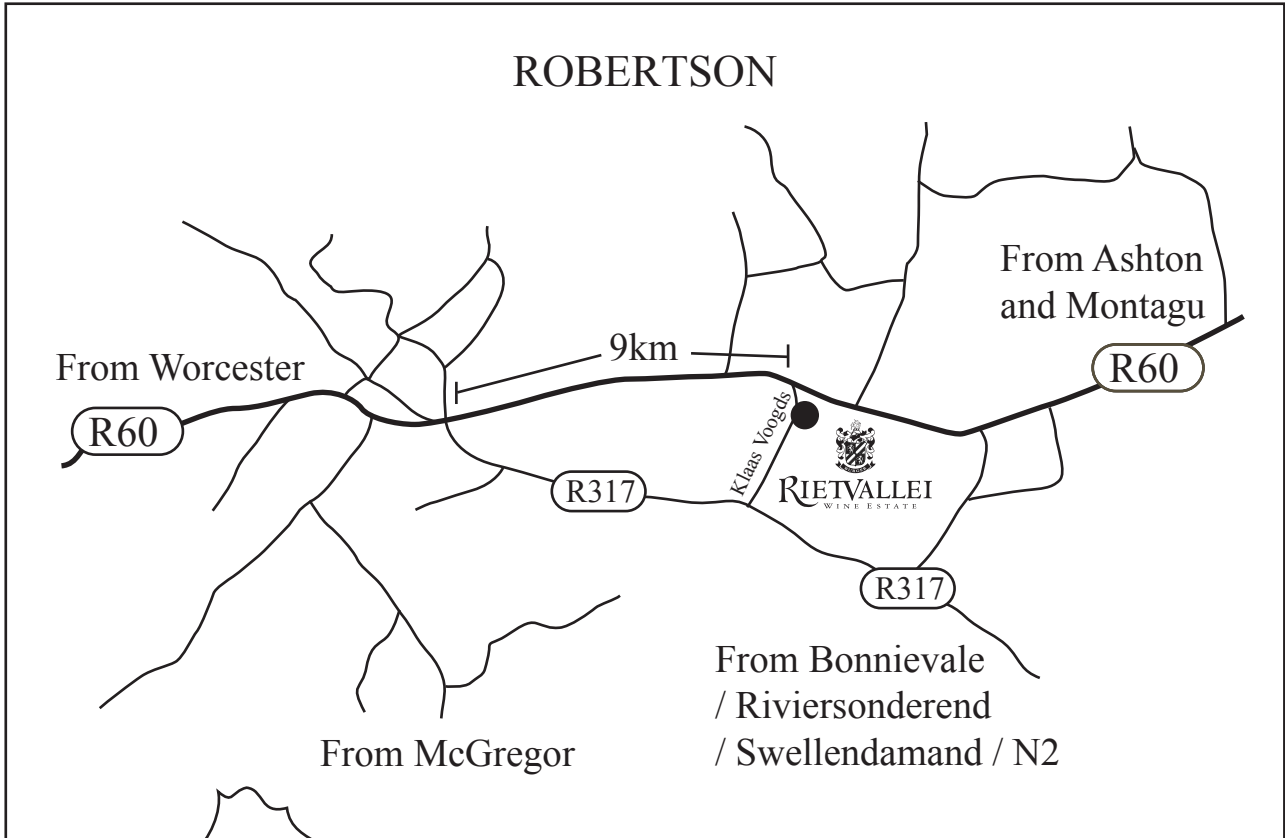 ROBERTSON
From Ashton
and Montagu
R60
9km
From Worcester
R60
Klaas Voogds
RIETVALLEI
WINE ESTATE
R317
R317
From Bonnievale
/ Riviersonderend
/ Swellendamand / N2
From McGregor